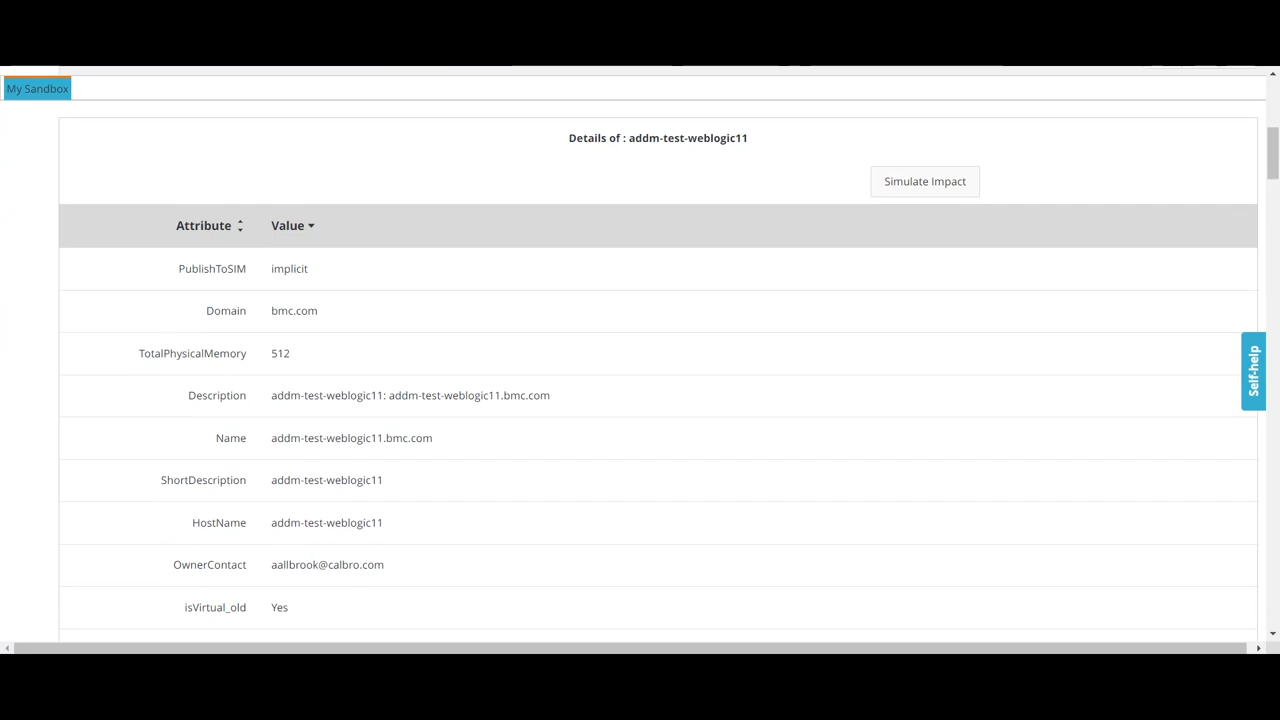 My Sandbox
Details of : addm-test-weblogic11
Simulate Impact
Attribute Value
PublishToSIM implicit
Domain bmc.com
TotalPhysicalMemory 512
Description addm-test-weblogic11: addm-test-weblogic11.bmc.com
Name addm-test-weblogic11.bmc.com
ShortDescription addm-test-weblogic11
HostName addm-test-weblogic11
OwnerContact aallbrook@calbro.com
isVirtual_old Yes
Self-help